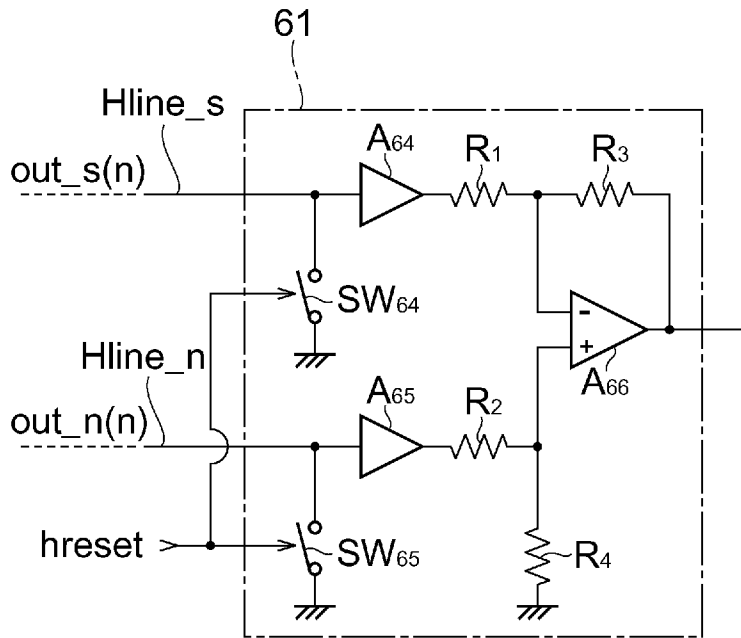 61
Hline_s
A64
R1
R3
out_s(n)
SW64
-
+
A66
Hline_n
A65
R2
out_n(n)
hreset
SW65
R4